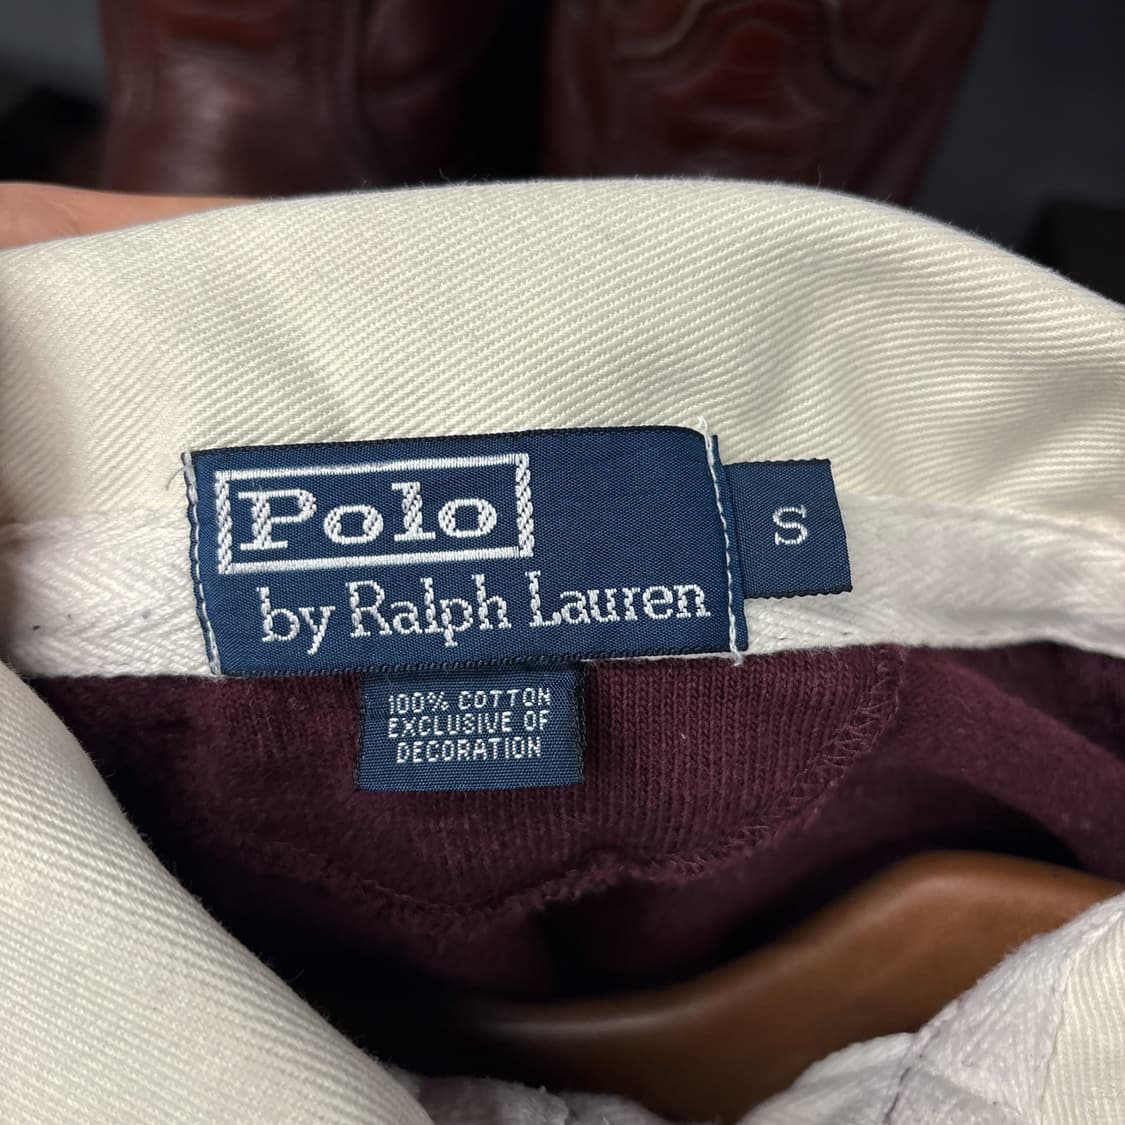 Polo
by Ralph Lauren
S
100% COTTON
EXCLUSIVE OF
DECORATION